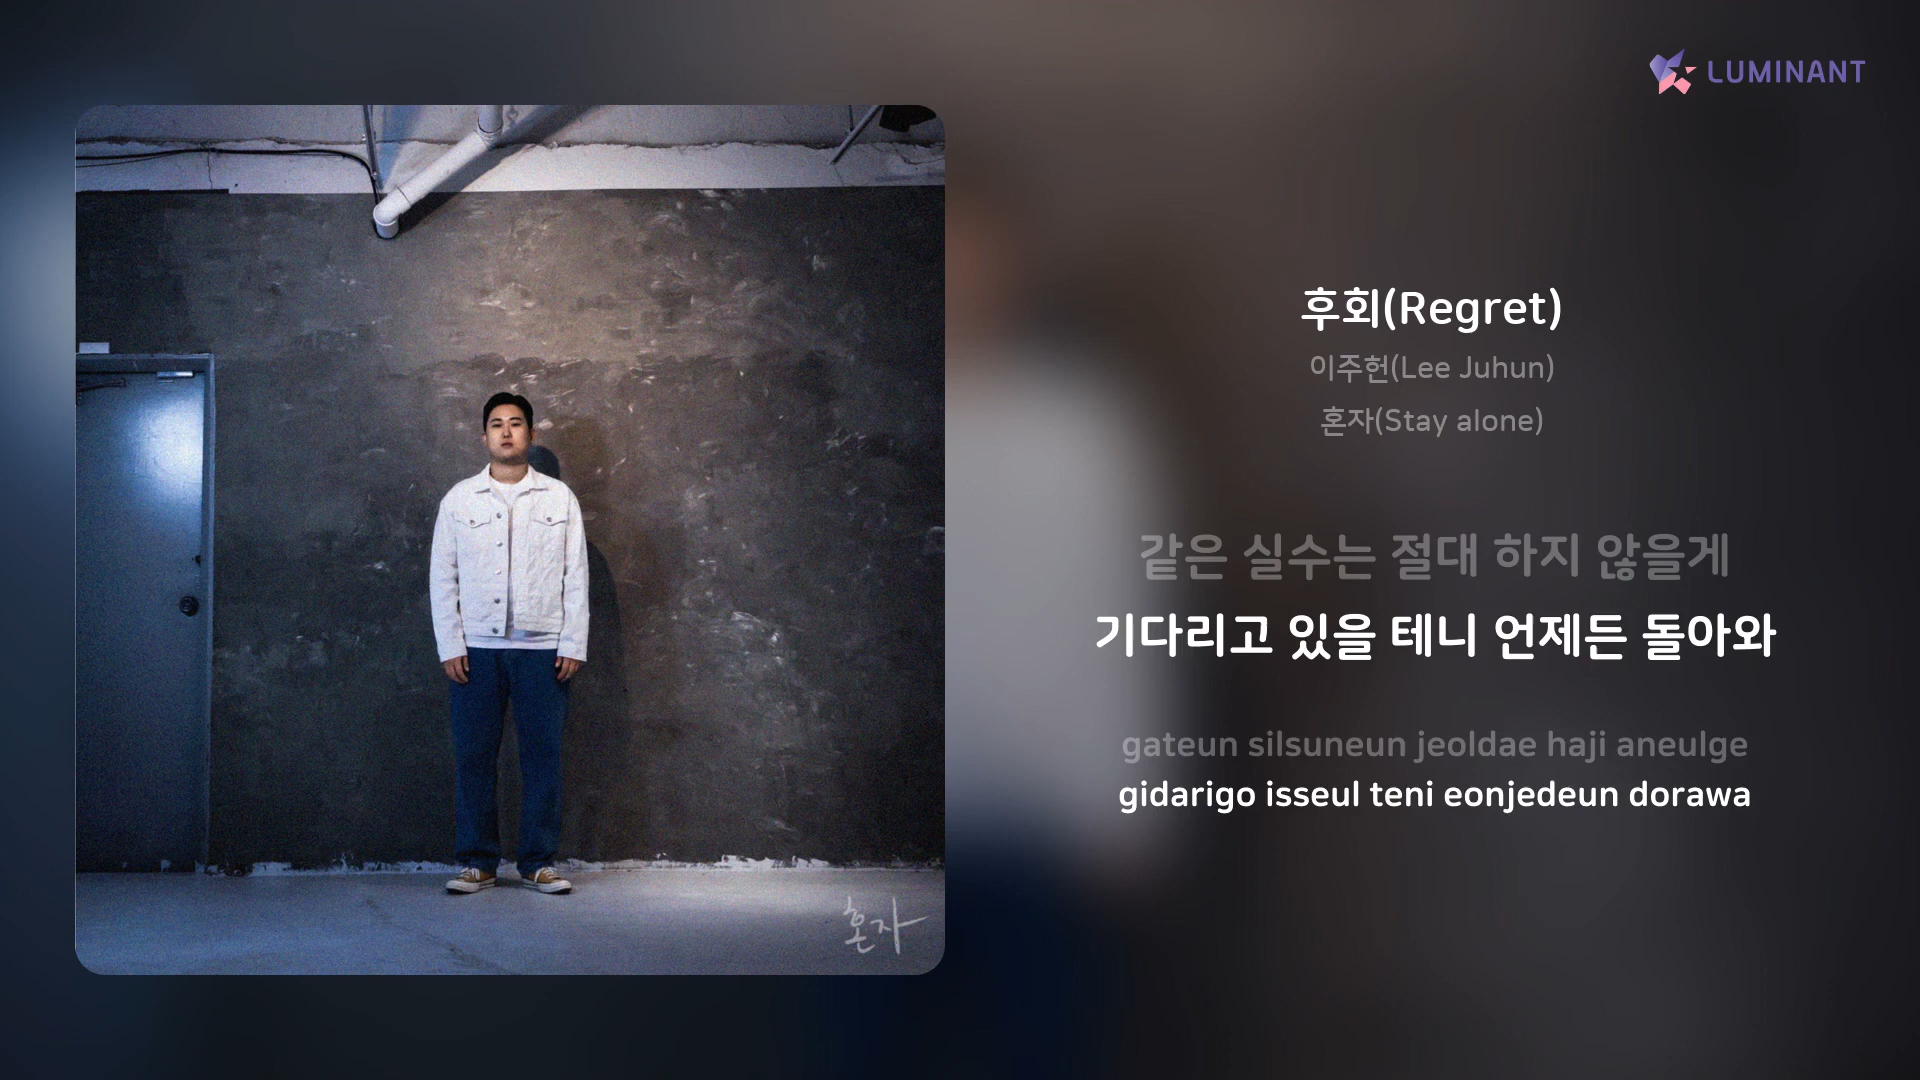 LUMINANT
후회(Regret)
이주헌(Lee Juhun)
혼자(Stay alone)
같은 실수는 절대 하지 않을게
기다리고 있을 테니 언제든 돌아와
gateun silsuneun jeoldae haji aneulge
gidarigo isseul teni eonjedeun dorawa
혼자